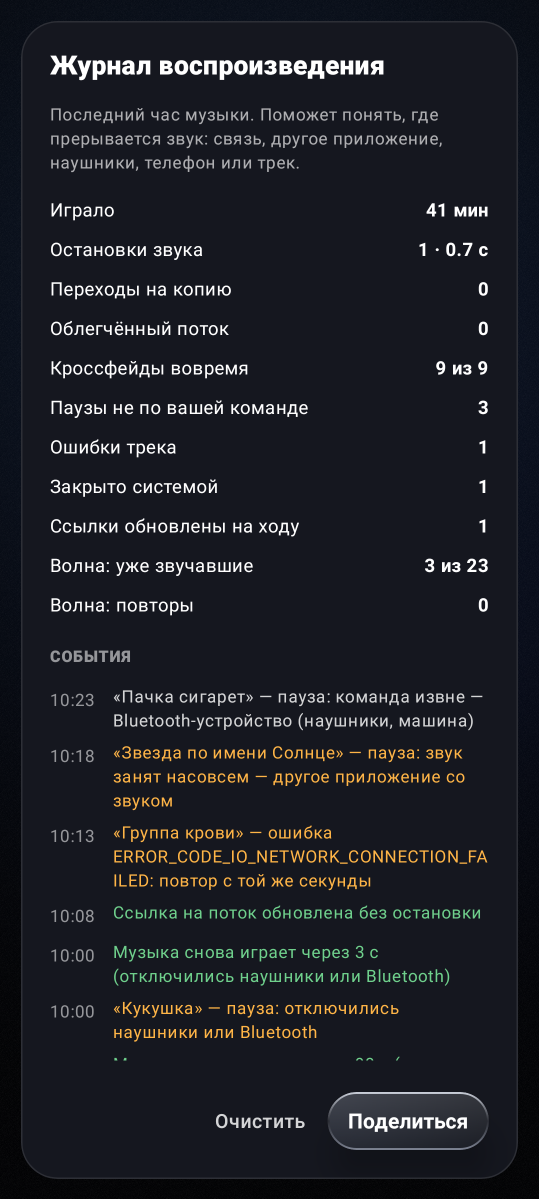 Журнал воспроизведения
Последний час музыки. Поможет понять, где
прерывается звук: связь, другое приложение,
наушники, телефон или трек.
Играло 41 мин
Остановки звука 1 · 0.7 с
Переходы на копию 0
Облегчённый поток 0
Кроссфейды вовремя 9 из 9
Паузы не по вашей команде 3
Ошибки трека 1
Закрыто системой 1
Ссылки обновлены на ходу 1
Волна: уже звучавшие 3 из 23
Волна: повторы 0
СОБЫТИЯ
10:23 «Пачка сигарет» — пауза: команда извне —
Bluetooth-устройство (наушники, машина)
10:18 «Звезда по имени Солнце» — пауза: звук
занят насовсем — другое приложение со
звуком
10:13 «Группа крови» — ошибка
ERROR_CODE_IO_NETWORK_CONNECTION_FA
ILED: повтор с той же секунды
10:08 Ссылка на поток обновлена без остановки
10:00 Музыка снова играет через 3 с
(отключились наушники или Bluetooth)
10:00 «Кукушка» — пауза: отключились
наушники или Bluetooth
Очистить Поделиться